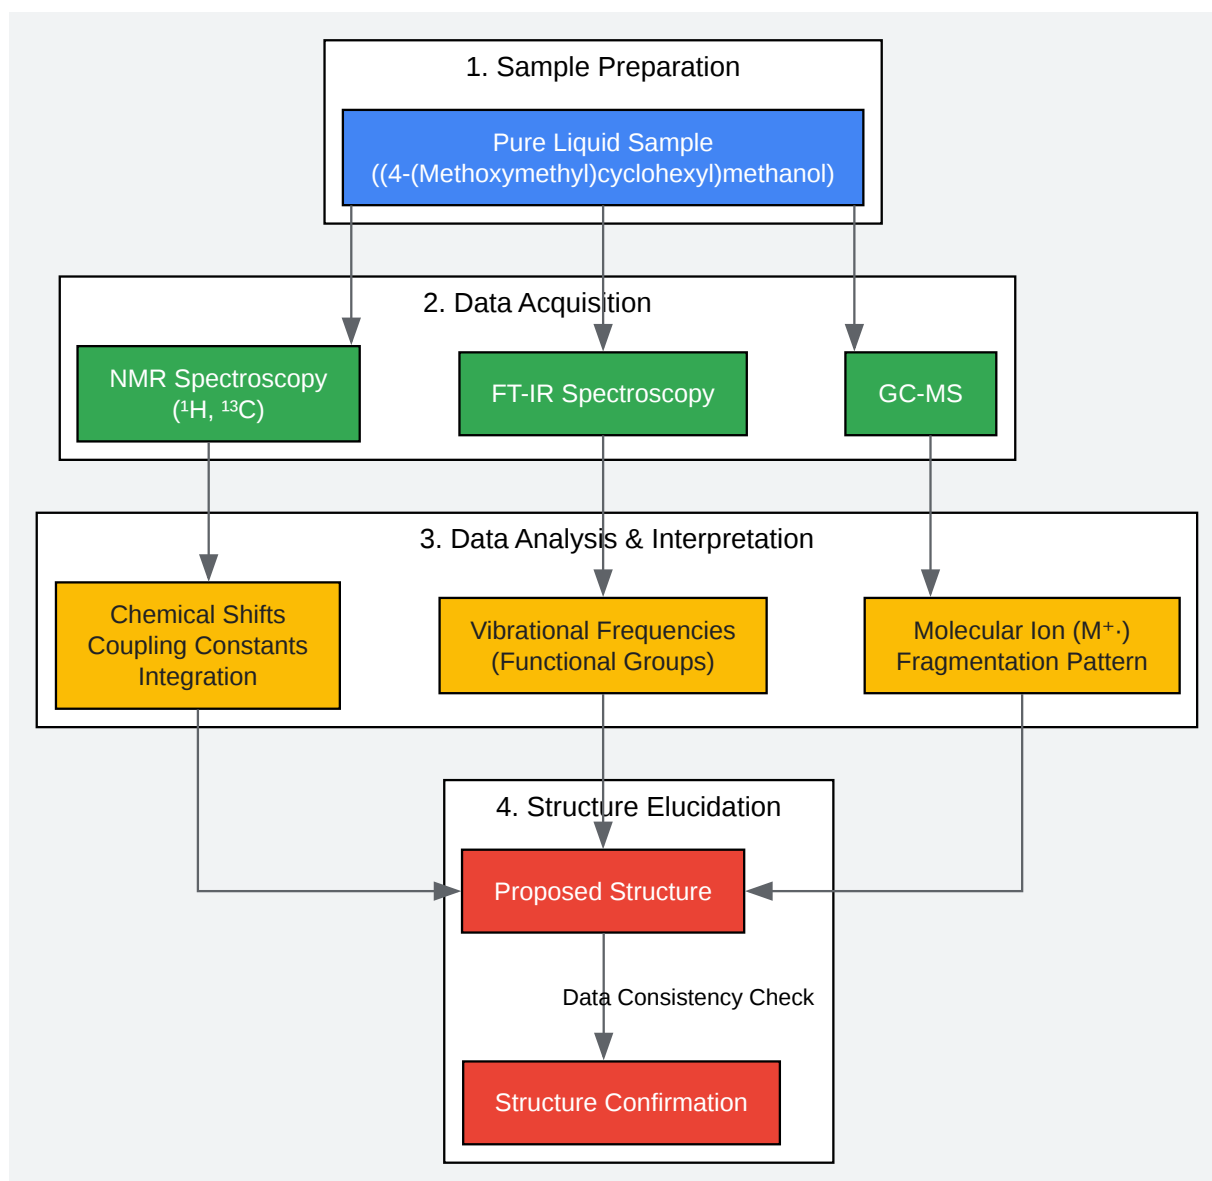 1. Sample Preparation
Pure Liquid Sample
((4-(Methoxymethyl)cyclohexyl)methanol)
2. Data Acquisition
NMR Spectroscopy
(¹H, ¹³C)
FT-IR Spectroscopy
GC-MS
3. Data Analysis & Interpretation
Chemical Shifts
Coupling Constants
Integration
Vibrational Frequencies
(Functional Groups)
Molecular Ion (M⁺·)
Fragmentation Pattern
4. Structure Elucidation
Proposed Structure
Data Consistency Check
Structure Confirmation